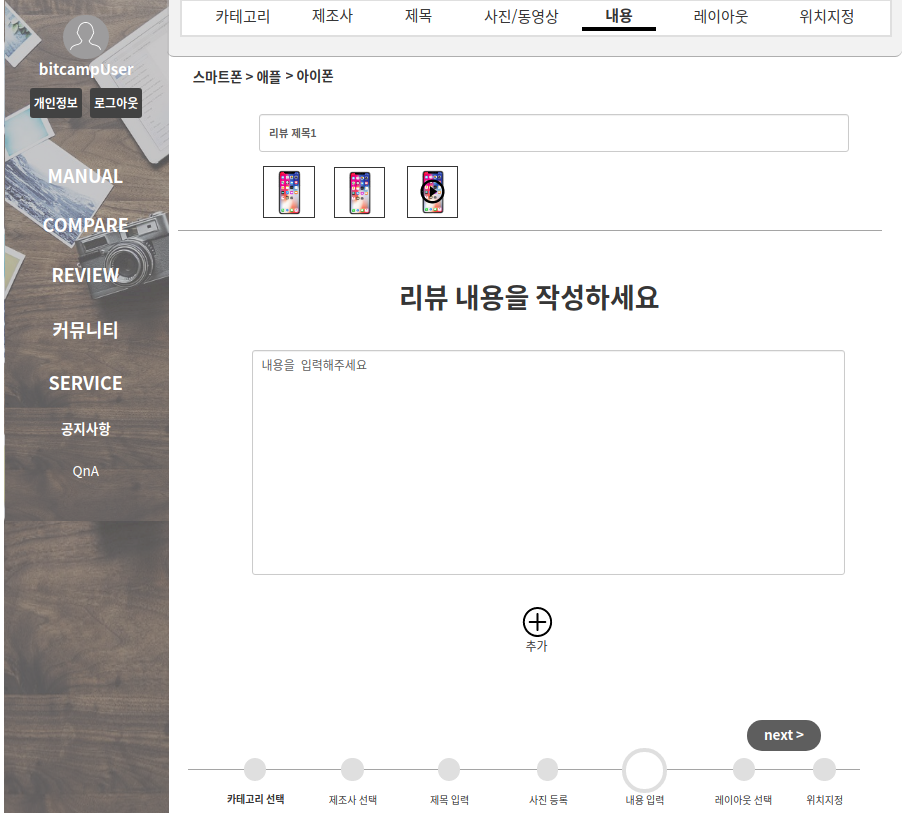 bitcampUser
개인정보 로그아웃
MANUAL
COMPARE
REVIEW
커뮤니티
SERVICE
공지사항
QnA
카테고리 제조사 제목 사진/동영상 내용 레이아웃 위치지정
스마트폰 > 애플 > 아이폰
리뷰 제목1
리뷰 내용을 작성하세요
내용을 입력해주세요
추가
next >
카테고리 선택 제조사 선택 제목 입력 사진 등록 내용 입력 레이아웃 선택 위치지정